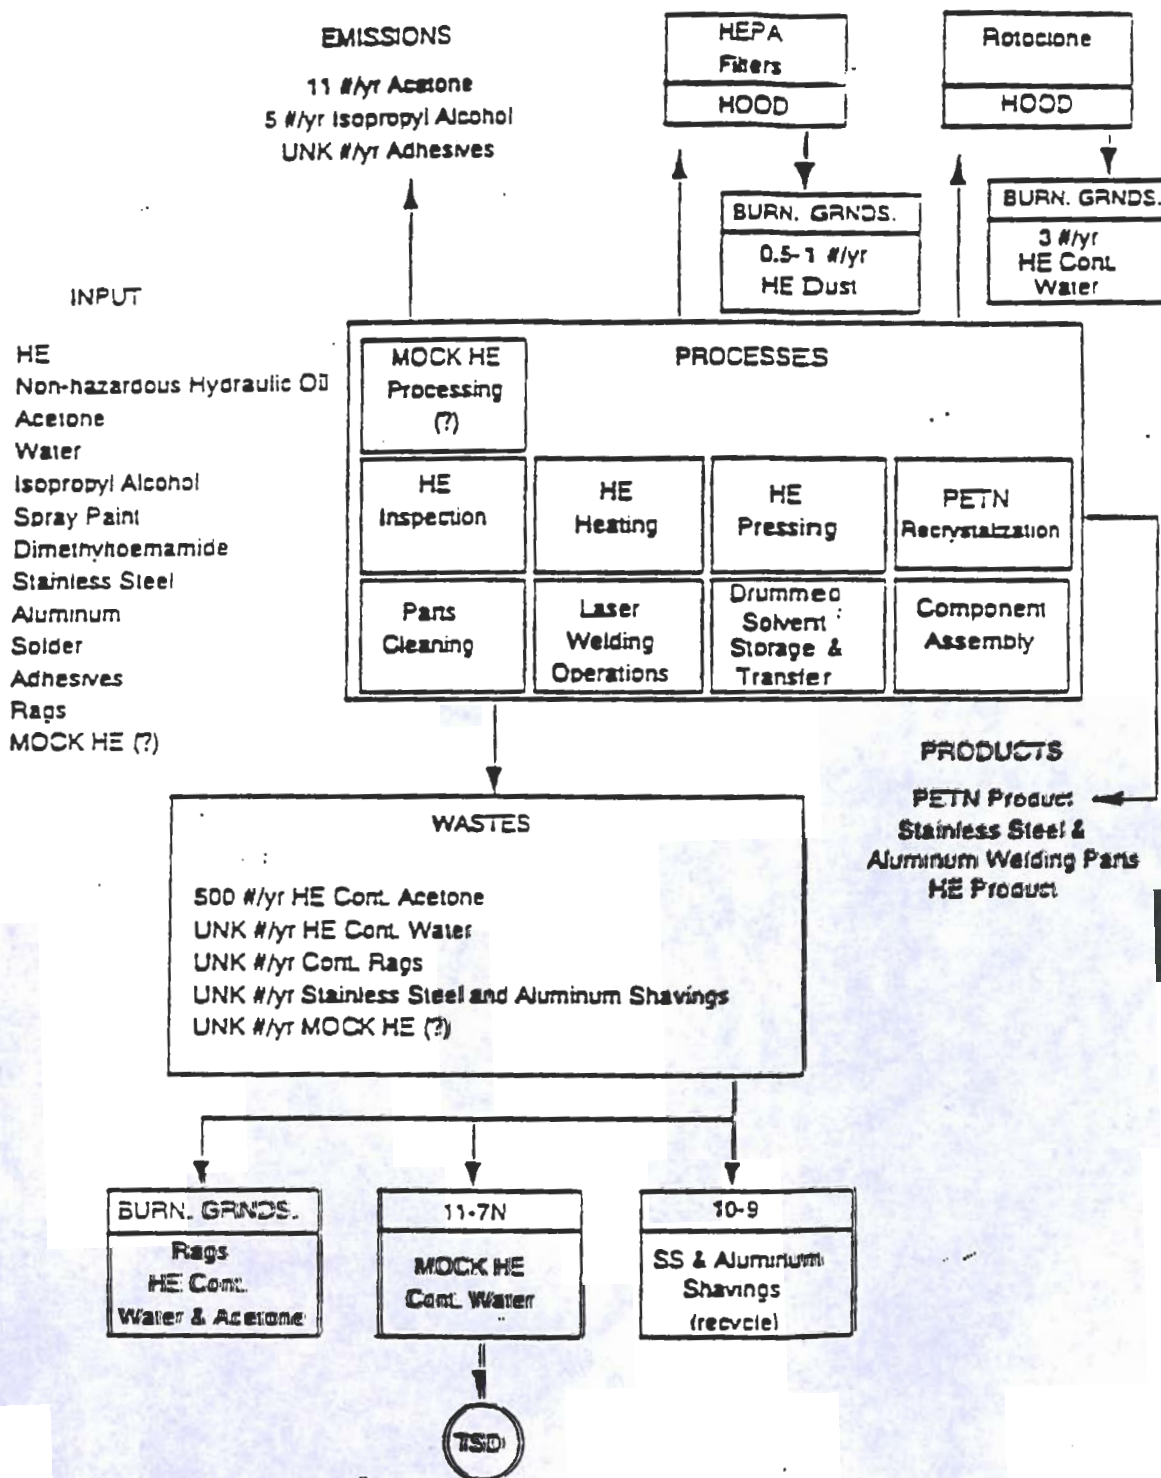 EMISSIONS
11 #/yr Acetone
5 #/yr Isopropyl Alcohol
UNK #/yr Adhesives
HEPA
Filters
HOOD
Rotoclone
HOOD
BURN. GRNDS.
0.5-1 #/yr
HE Dust
BURN. GRNDS.
3 #/yr
HE Cont.
Water
INPUT
HE
Non-hazardous Hydraulic Oil
Acetone
Water
Isopropyl Alcohol
Spray Paint
Dimethyhoemamide
Stainless Steel
Aluminum
Solder
Adhesives
Rags
MOCK HE (?)
PROCESSES
MOCK HE
Processing
(?)
HE
Inspection
HE
Heating
HE
Pressing
PETN
Recrystalization
Parts
Cleaning
Laser
Welding
Operations
Drummed
Solvent
Storage &
Transfer
Component
Assembly
PRODUCTS
PETN Product
Stainless Steel &
Aluminum Welding Parts
HE Product
WASTES
500 #/yr HE Cont. Acetone
UNK #/yr HE Cont. Water
UNK #/yr Cont. Rags
UNK #/yr Stainless Steel and Aluminum Shavings
UNK #/yr MOCK HE (?)
BURN. GRNDS.
Rags
HE Cont.
Water & Acetone
11-7N
MOCK HE
Cont. Water
10-9
SS & Aluminum
Shavings
(recycle)
TSD